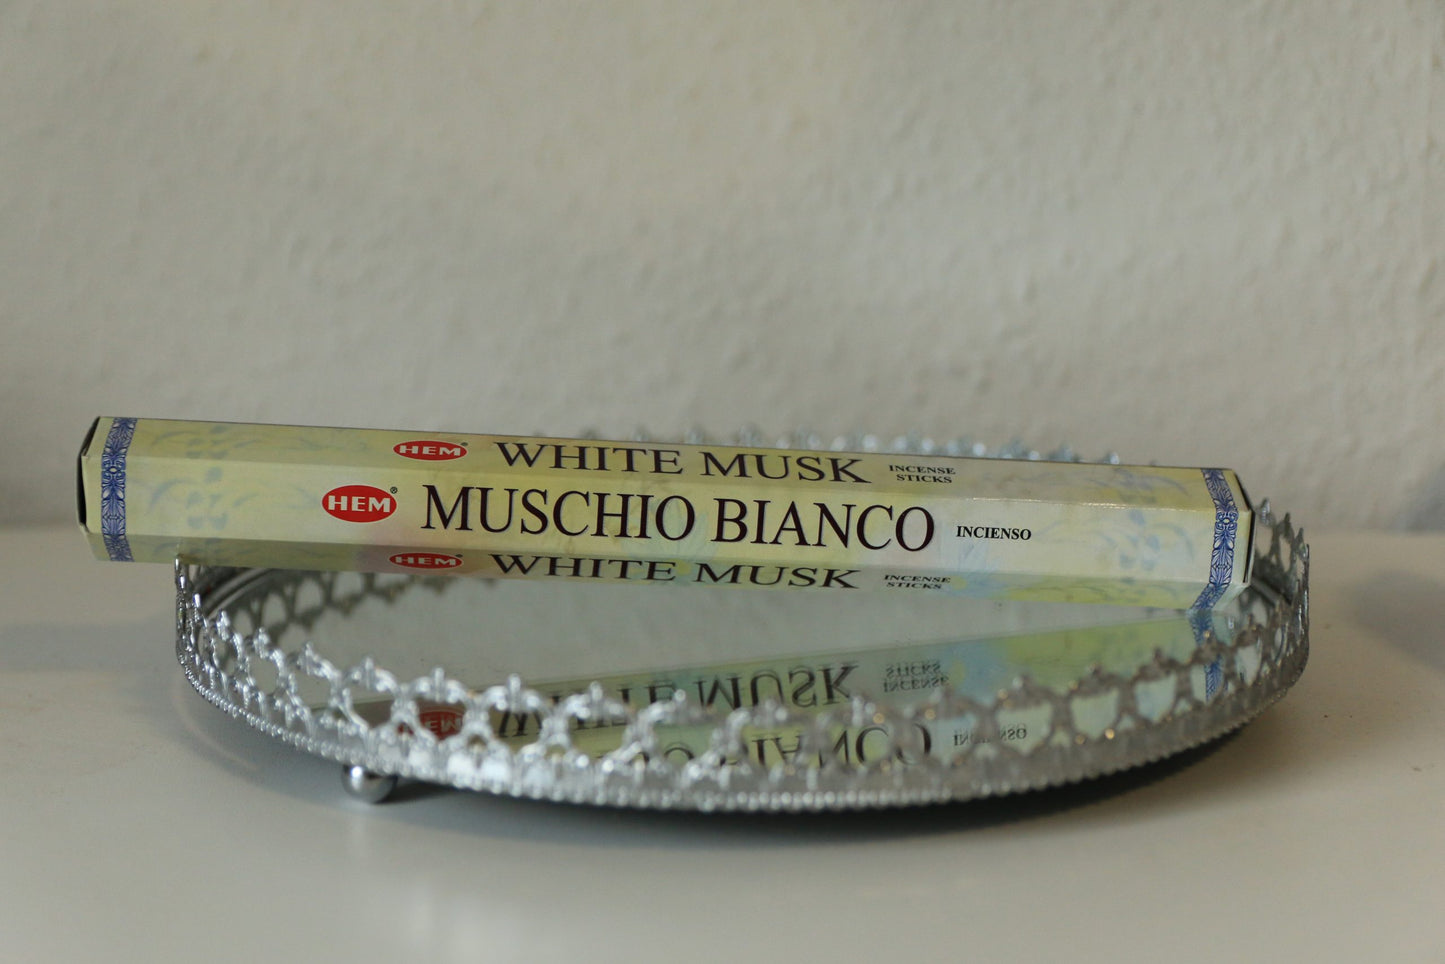 HEM® WHITE MUSK INCENSE STICKS
HEM® MUSCHIO BIANCO INCIENSO
HEM WHITE MUSK INCENSE STICKS